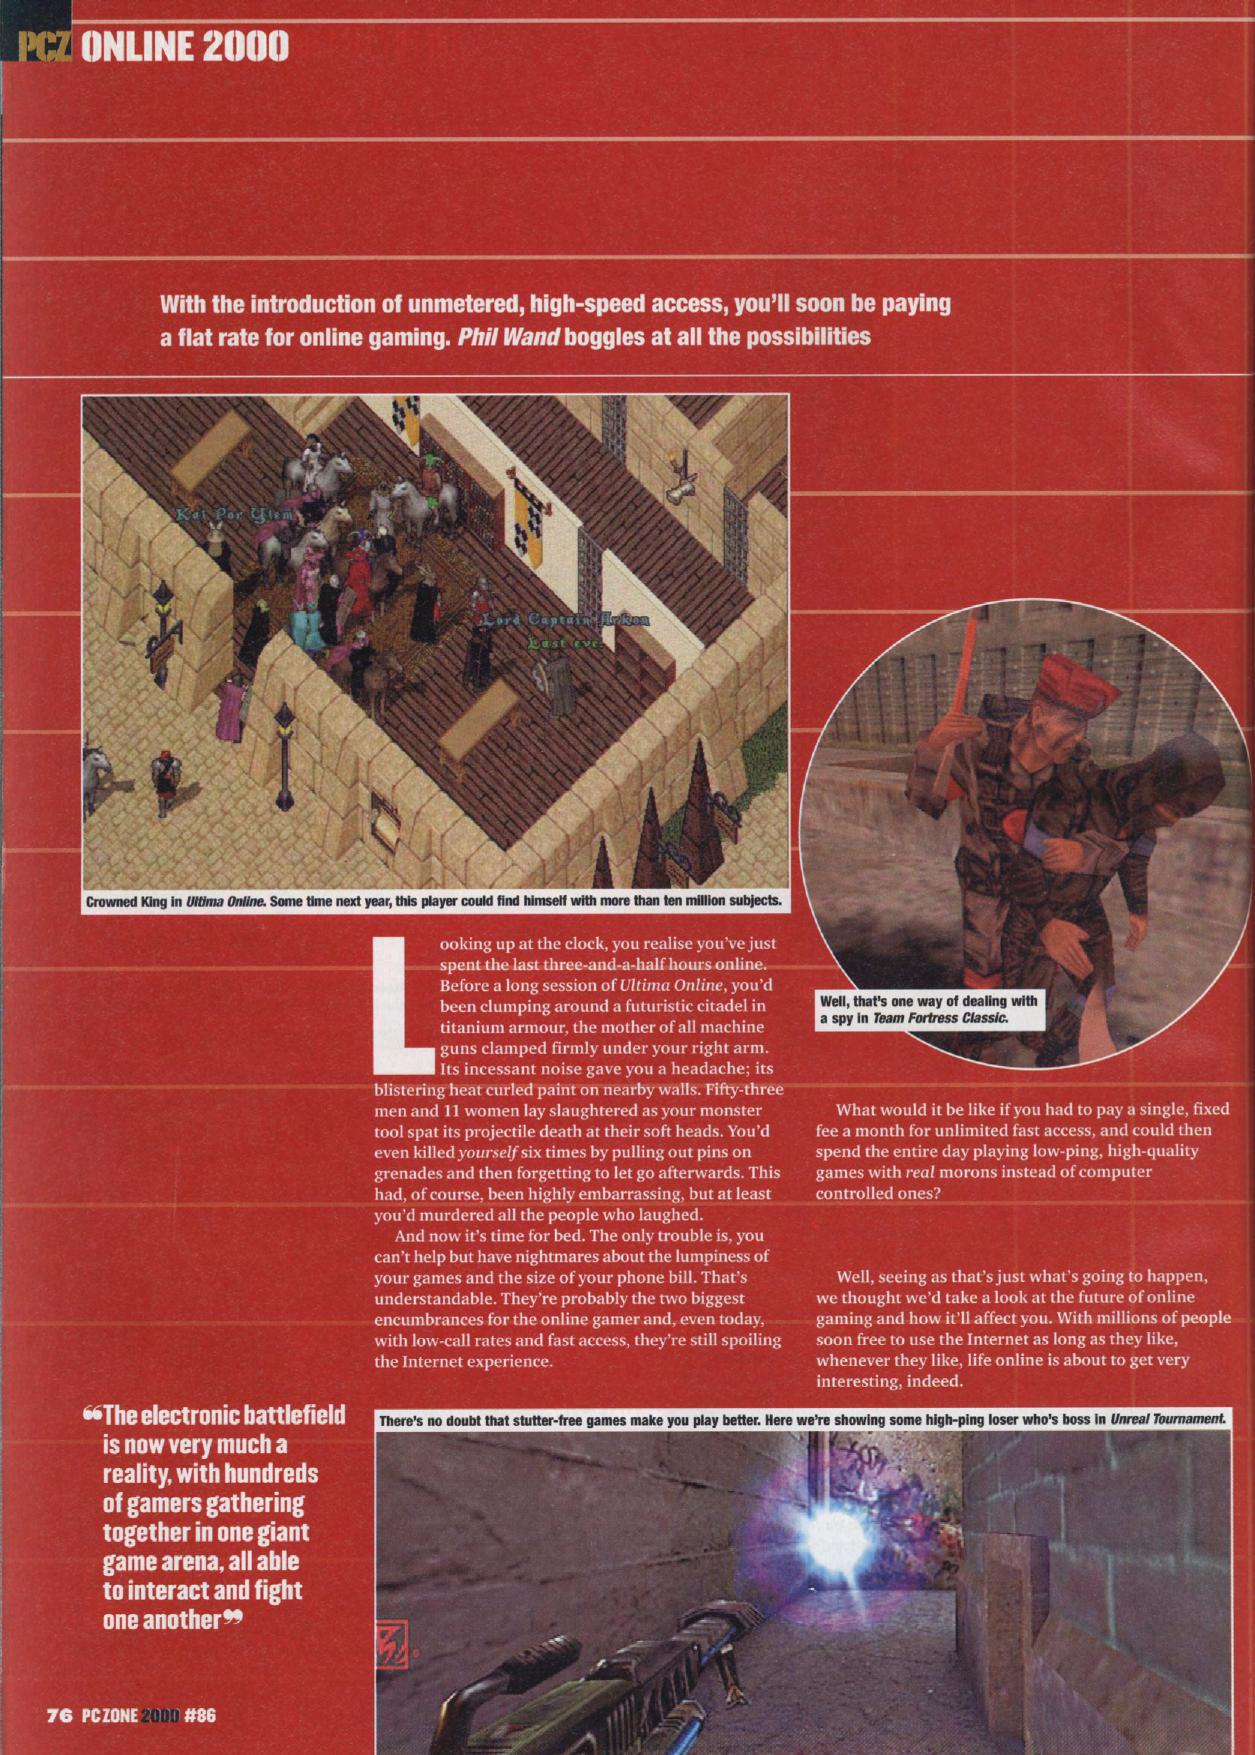 PCZ ONLINE 2000
With the introduction of unmetered, high-speed access, you'll soon be paying
a flat rate for online gaming. Phil Wand boggles at all the possibilities
Kal Por Ylem
Lord Captain Arkon
Last eve.
Crowned King in Ultima Online. Some time next year, this player could find himself with more than ten million subjects.
Well, that's one way of dealing with
a spy in Team Fortress Classic.
Looking up at the clock, you realise you've just
spent the last three-and-a-half hours online.
Before a long session of Ultima Online, you'd
been clumping around a futuristic citadel in
titanium armour, the mother of all machine
guns clamped firmly under your right arm.
Its incessant noise gave you a headache; its
blistering heat curled paint on nearby walls. Fifty-three
men and 11 women lay slaughtered as your monster
tool spat its projectile death at their soft heads. You'd
even killed yourself six times by pulling out pins on
grenades and then forgetting to let go afterwards. This
had, of course, been highly embarrassing, but at least
you'd murdered all the people who laughed.
And now it's time for bed. The only trouble is, you
can't help but have nightmares about the lumpiness of
your games and the size of your phone bill. That's
understandable. They're probably the two biggest
encumbrances for the online gamer and, even today,
with low-call rates and fast access, they're still spoiling
the Internet experience.
What would it be like if you had to pay a single, fixed
fee a month for unlimited fast access, and could then
spend the entire day playing low-ping, high-quality
games with real morons instead of computer
controlled ones?
Well, seeing as that's just what's going to happen,
we thought we'd take a look at the future of online
gaming and how it'll affect you. With millions of people
soon free to use the Internet as long as they like,
whenever they like, life online is about to get very
interesting, indeed.
“The electronic battlefield
is now very much a
reality, with hundreds
of gamers gathering
together in one giant
game arena, all able
to interact and fight
one another”
There's no doubt that stutter-free games make you play better. Here we're showing some high-ping loser who's boss in Unreal Tournament.
76 PCZONE 2000 #86